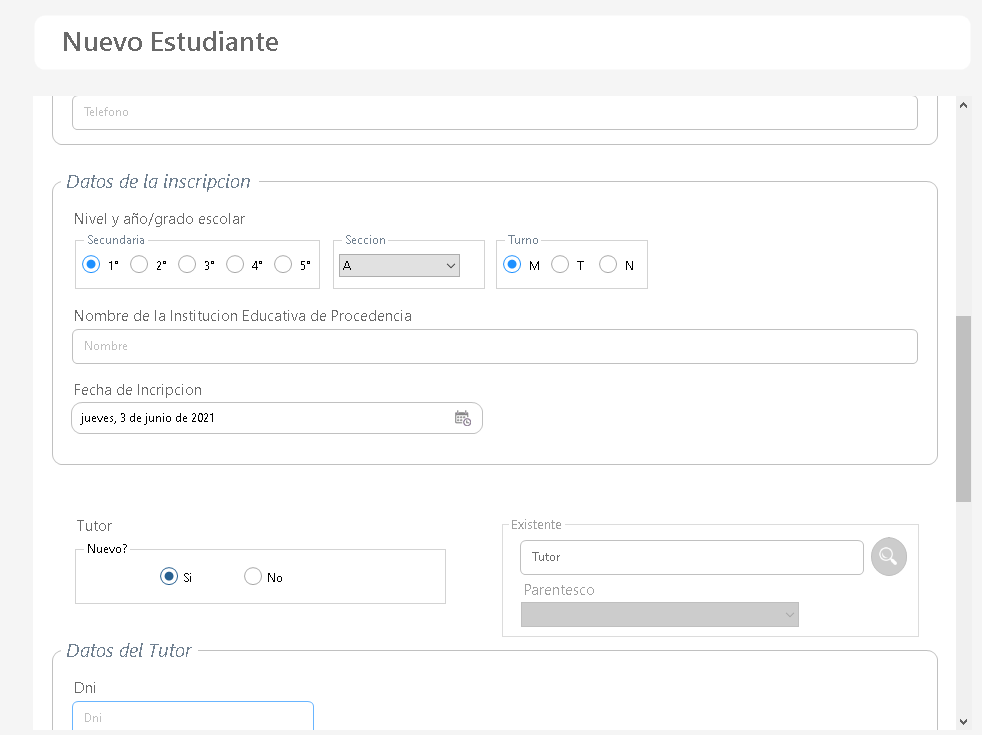 Nuevo Estudiante
Telefono
Datos de la inscripcion
Nivel y año/grado escolar
Secundaria
1° 2° 3° 4° 5°
Seccion
A
Turno
M T N
Nombre de la Institucion Educativa de Procedencia
Nombre
Fecha de Incripcion
jueves, 3 de junio de 2021
Tutor
Nuevo?
Si No
Existente
Tutor
Parentesco
Datos del Tutor
Dni
Dni